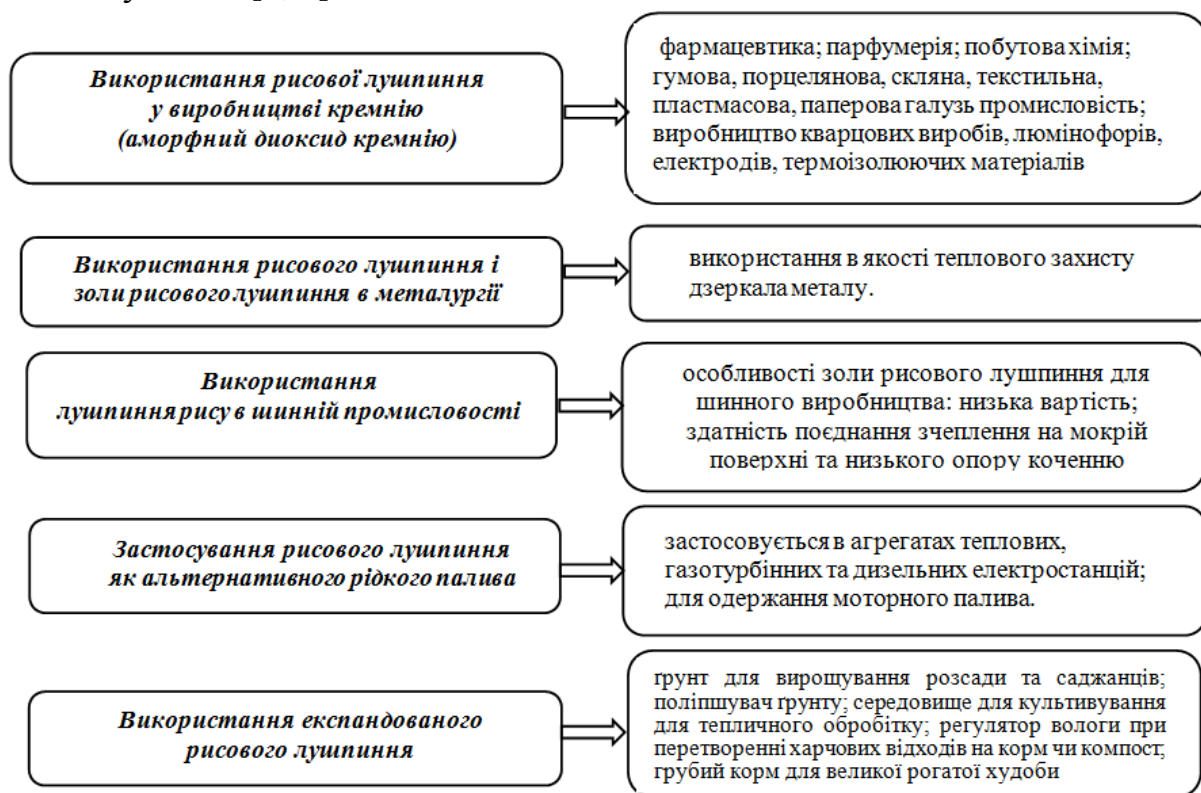 Використання рисової лушпиння
у виробництві кремнію
(аморфний диоксид кремнію)
фармацевтика; парфумерія; побутова хімія;
гумова, порцелянова, скляна, текстильна,
пластмасова, паперова галузь промисловість;
виробництво кварцових виробів, люмінофорів,
електродів, термоізолюючих матеріалів
Використання рисового лушпиння і
золи рисового лушпиння в металургії
використання в якості теплового захисту
дзеркала металу.
Використання
лушпиння рису в шинній промисловості
особливості золи рисового лушпиння для
шинного виробництва: низька вартість;
здатність поєднання зчеплення на мокрій
поверхні та низького опору коченню
Застосування рисового лушпиння
як альтернативного рідкого палива
застосовується в агрегатах теплових,
газотурбінних та дизельних електростанцій;
для одержання моторного палива.
Використання експандованого
рисового лушпиння
ґрунт для вирощування розсади та саджанців;
поліпшувач ґрунту; середовище для культивування
для тепличного обробітку; регулятор вологи при
перетворенні харчових відходів на корм чи компост;
грубий корм для великої рогатої худоби